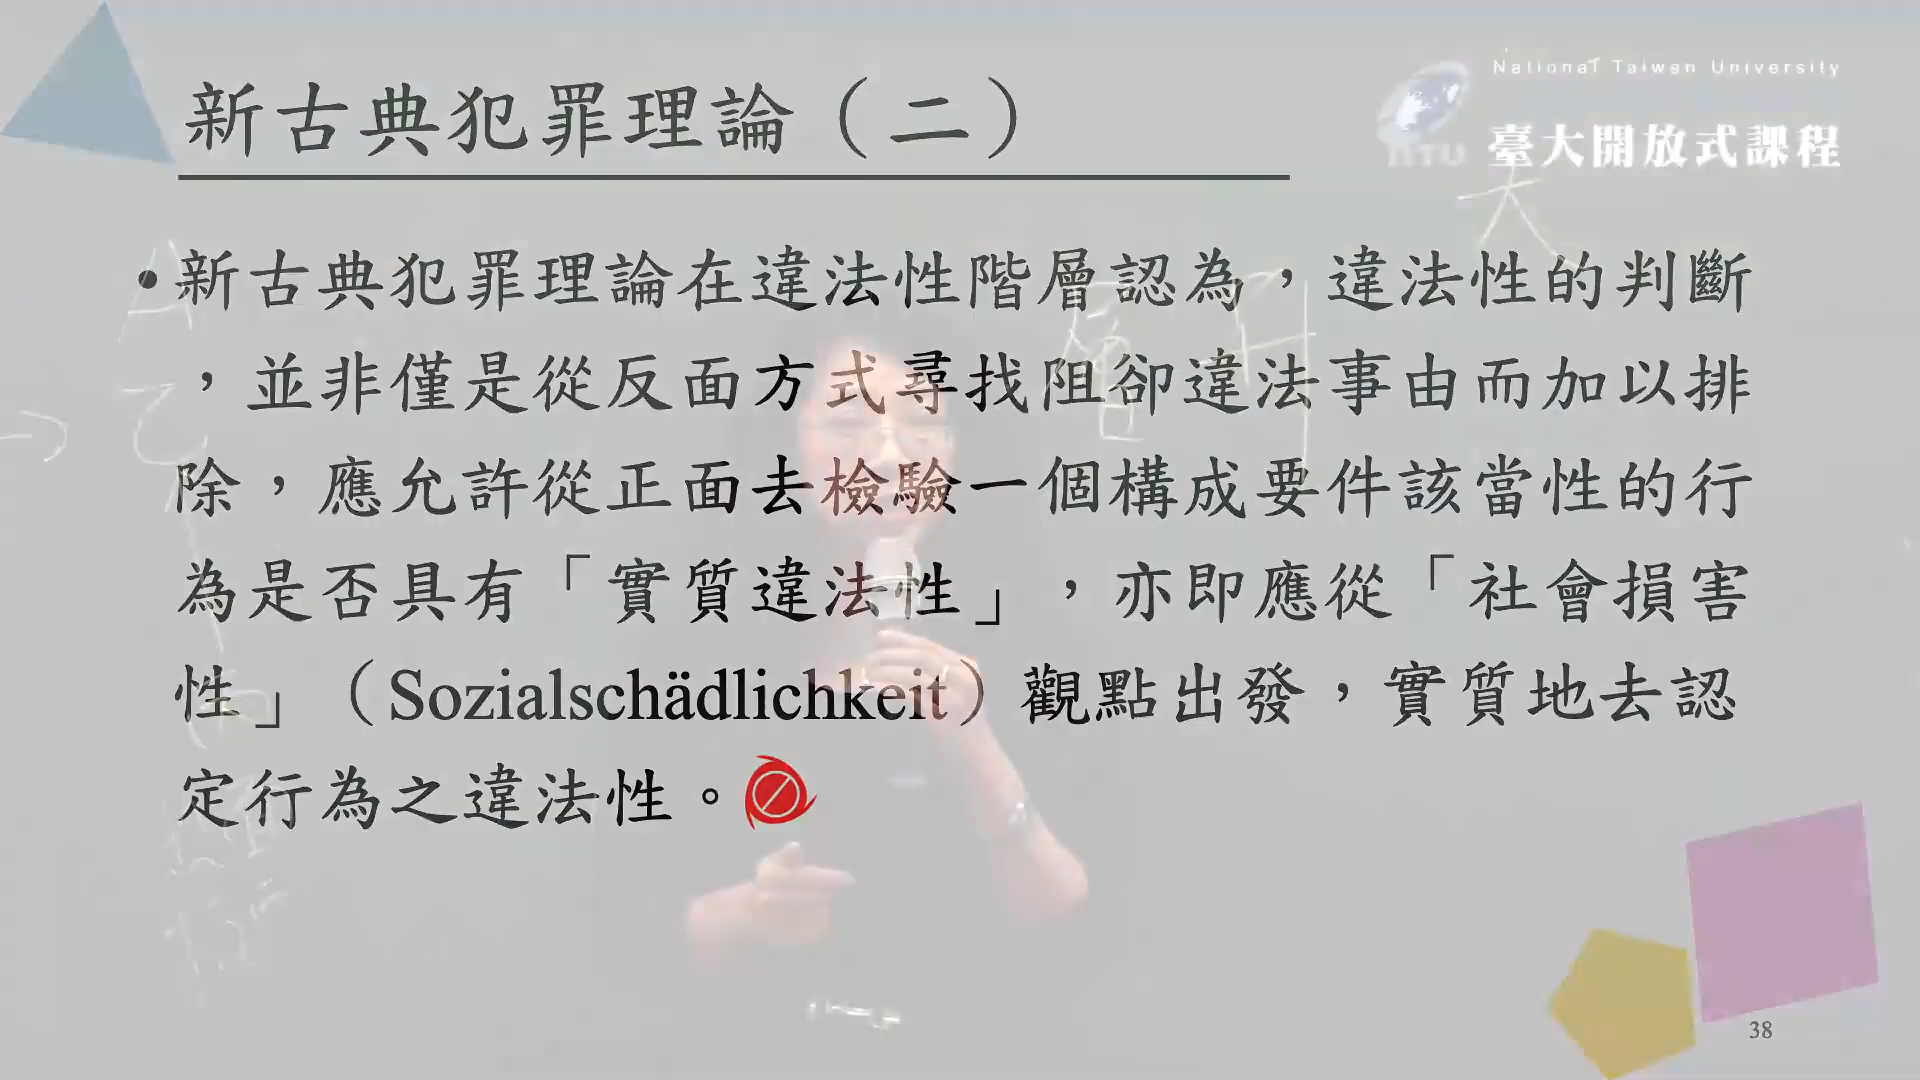 National Taiwan University
臺大開放式課程
NTU
新古典犯罪理論（二）
•新古典犯罪理論在違法性階層認為，違法性的判斷
，並非僅是從反面方式尋找阻卻違法事由而加以排
除，應允許從正面去檢驗一個構成要件該當性的行
為是否具有「實質違法性」，亦即應從「社會損害
性」（Sozialschädlichkeit）觀點出發，實質地去認
定行為之違法性。
38